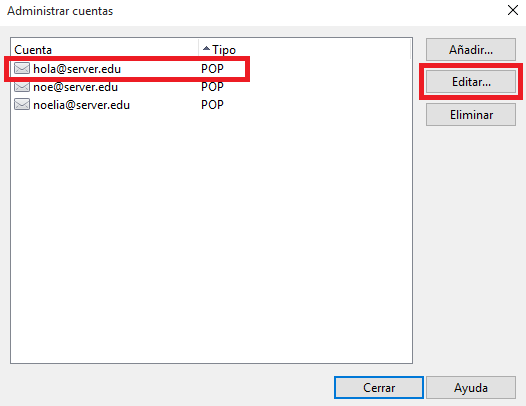 Administrar cuentas
Cuenta Tipo
hola@server.edu POP
noe@server.edu POP
noelia@server.edu POP
Añadir...
Editar...
Eliminar
Cerrar Ayuda